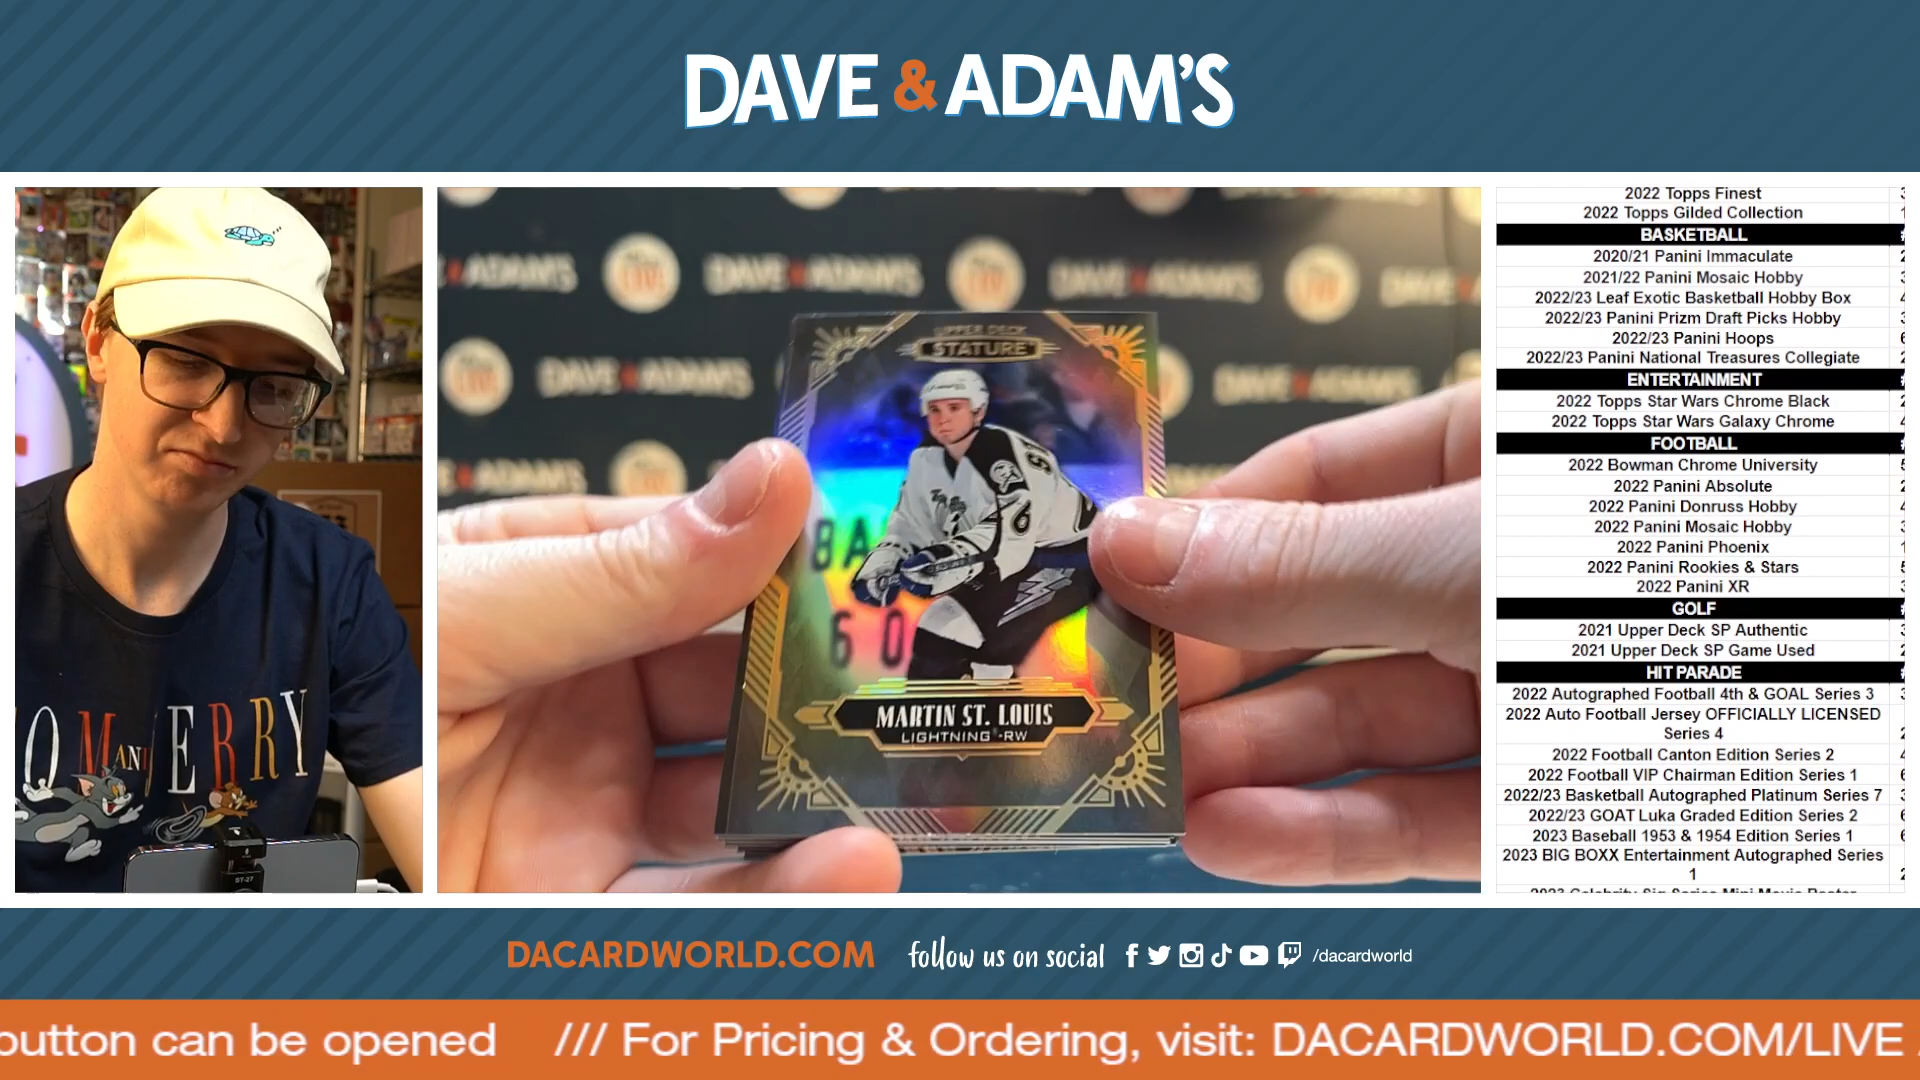 DAVE & ADAM'S
UPPER DECK
STATURE
BA
6 0
6
MARTIN ST. LOUIS
LIGHTNING -RW
TOM AND JERRY
ST-27
2022 Topps Finest
2022 Topps Gilded Collection
BASKETBALL
2020/21 Panini Immaculate
2021/22 Panini Mosaic Hobby
2022/23 Leaf Exotic Basketball Hobby Box
2022/23 Panini Prizm Draft Picks Hobby
2022/23 Panini Hoops
2022/23 Panini National Treasures Collegiate
ENTERTAINMENT
2022 Topps Star Wars Chrome Black
2022 Topps Star Wars Galaxy Chrome
FOOTBALL
2022 Bowman Chrome University
2022 Panini Absolute
2022 Panini Donruss Hobby
2022 Panini Mosaic Hobby
2022 Panini Phoenix
2022 Panini Rookies & Stars
2022 Panini XR
GOLF
2021 Upper Deck SP Authentic
2021 Upper Deck SP Game Used
HIT PARADE
2022 Autographed Football 4th & GOAL Series 3
2022 Auto Football Jersey OFFICIALLY LICENSED
Series 4
2022 Football Canton Edition Series 2
2022 Football VIP Chairman Edition Series 1
2022/23 Basketball Autographed Platinum Series 7
2022/23 GOAT Luka Graded Edition Series 2
2023 Baseball 1953 & 1954 Edition Series 1
2023 BIG BOXX Entertainment Autographed Series
1
DACARDWORLD.COM follow us on social /dacardworld
button can be opened /// For Pricing & Ordering, visit: DACARDWORLD.COM/LIVE